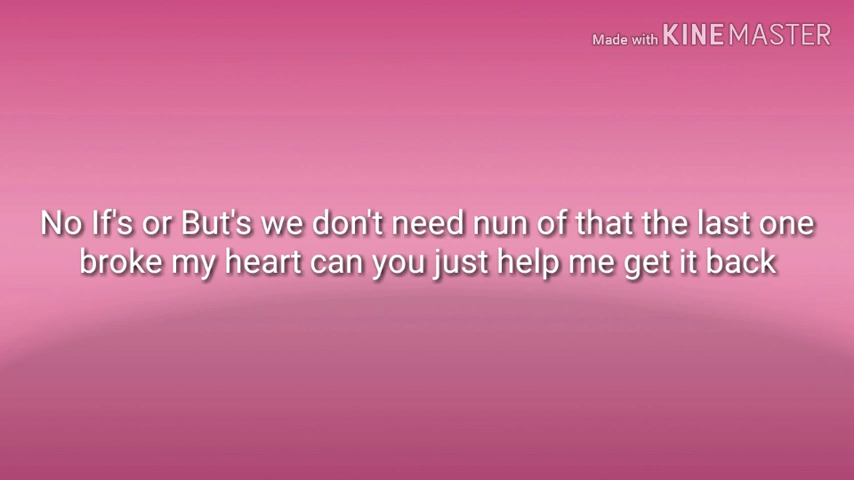 Made with KINEMASTER
No If's or But's we don't need nun of that the last one
broke my heart can you just help me get it back